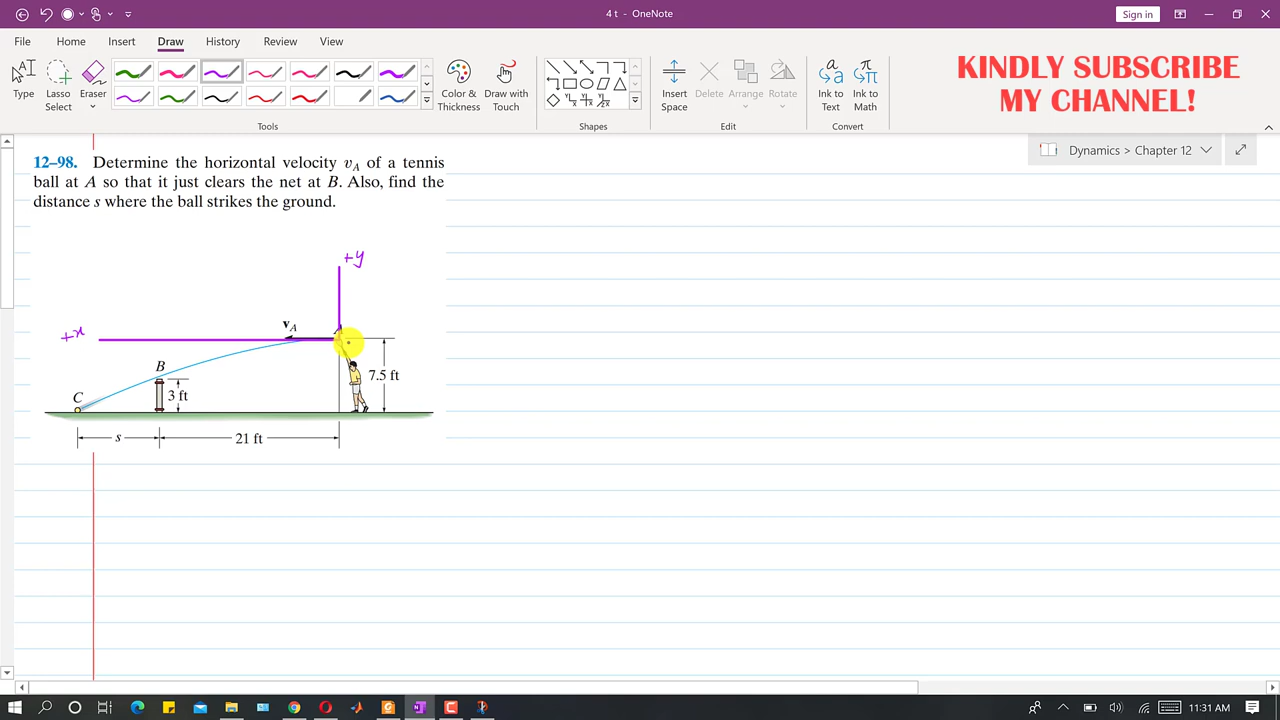 4 t - OneNote
Sign in
File
Home
Insert
Draw
History
Review
View
KINDLY SUBSCRIBE
MY CHANNEL!
Type
Lasso
Select
Eraser
Color &
Thickness
Draw with
Touch
Insert
Space
Delete
Arrange
Rotate
Ink to
Text
Ink to
Math
Tools
Shapes
Edit
Convert
Dynamics > Chapter 12
12–98. Determine the horizontal velocity vA of a tennis
ball at A so that it just clears the net at B. Also, find the
distance s where the ball strikes the ground.
+y
+x
vA
B
7.5 ft
C
3 ft
s
21 ft
11:31 AM